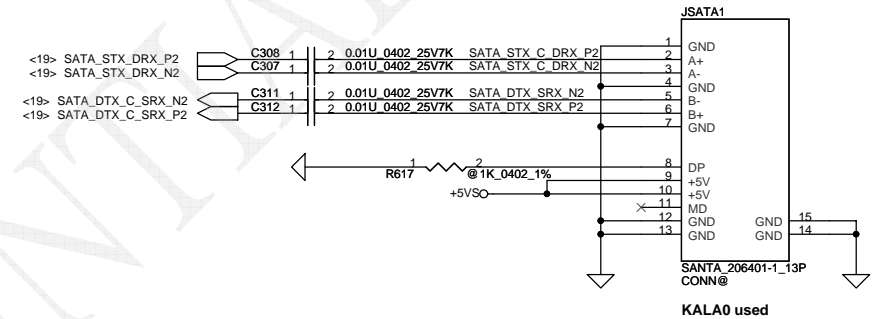 JSATA1
<19> SATA_STX_DRX_P2 C308 1 2 0.01U_0402_25V7K SATA_STX_C_DRX_P2
<19> SATA_STX_DRX_N2 C307 1 2 0.01U_0402_25V7K SATA_STX_C_DRX_N2
<19> SATA_DTX_C_SRX_N2 C311 1 2 0.01U_0402_25V7K SATA_DTX_SRX_N2
<19> SATA_DTX_C_SRX_P2 C312 1 2 0.01U_0402_25V7K SATA_DTX_SRX_P2
1 GND
2 A+
3 A-
4 GND
5 B-
6 B+
7 GND
R617 1 2 @1K_0402_1%
+5VS
8 DP
9 +5V
10 +5V
11 MD
12 GND GND 15
13 GND GND 14
SANTA_206401-1_13P
CONN@
KALA0 used